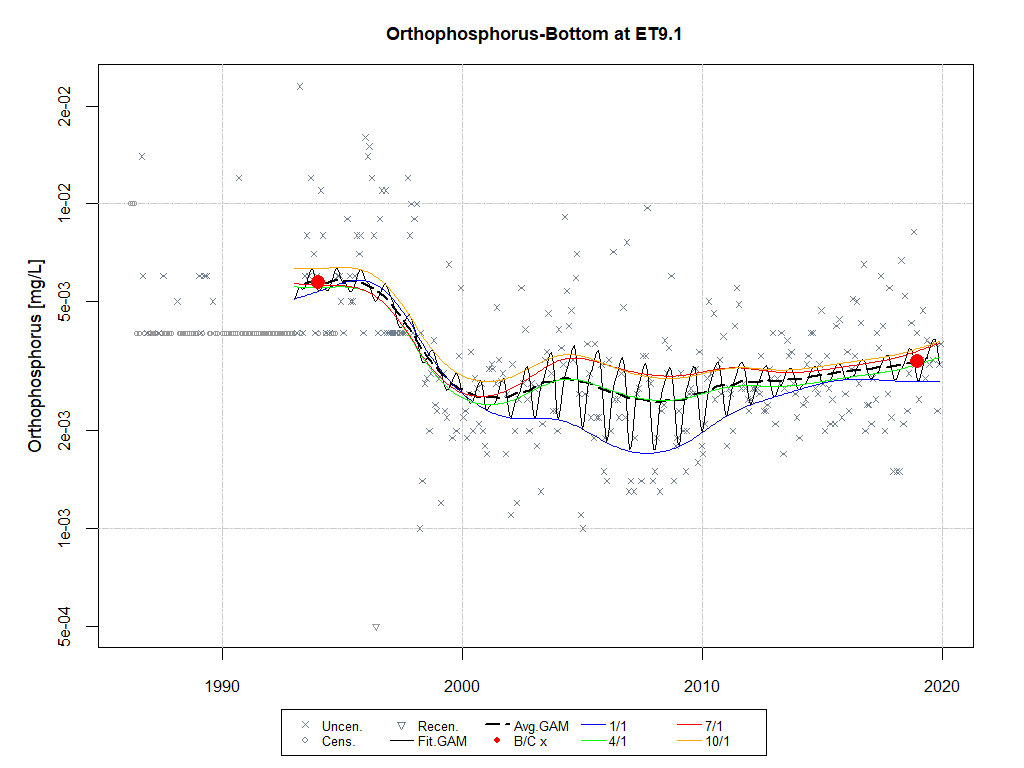 Orthophosphorus-Bottom at ET9.1
Orthophosphorus [mg/L]
2e-02
1e-02
5e-03
2e-03
1e-03
5e-04
1990 2000 2010 2020
Uncen. Recen. Avg.GAM 1/1 7/1
Cens. Fit.GAM B/C x 4/1 10/1